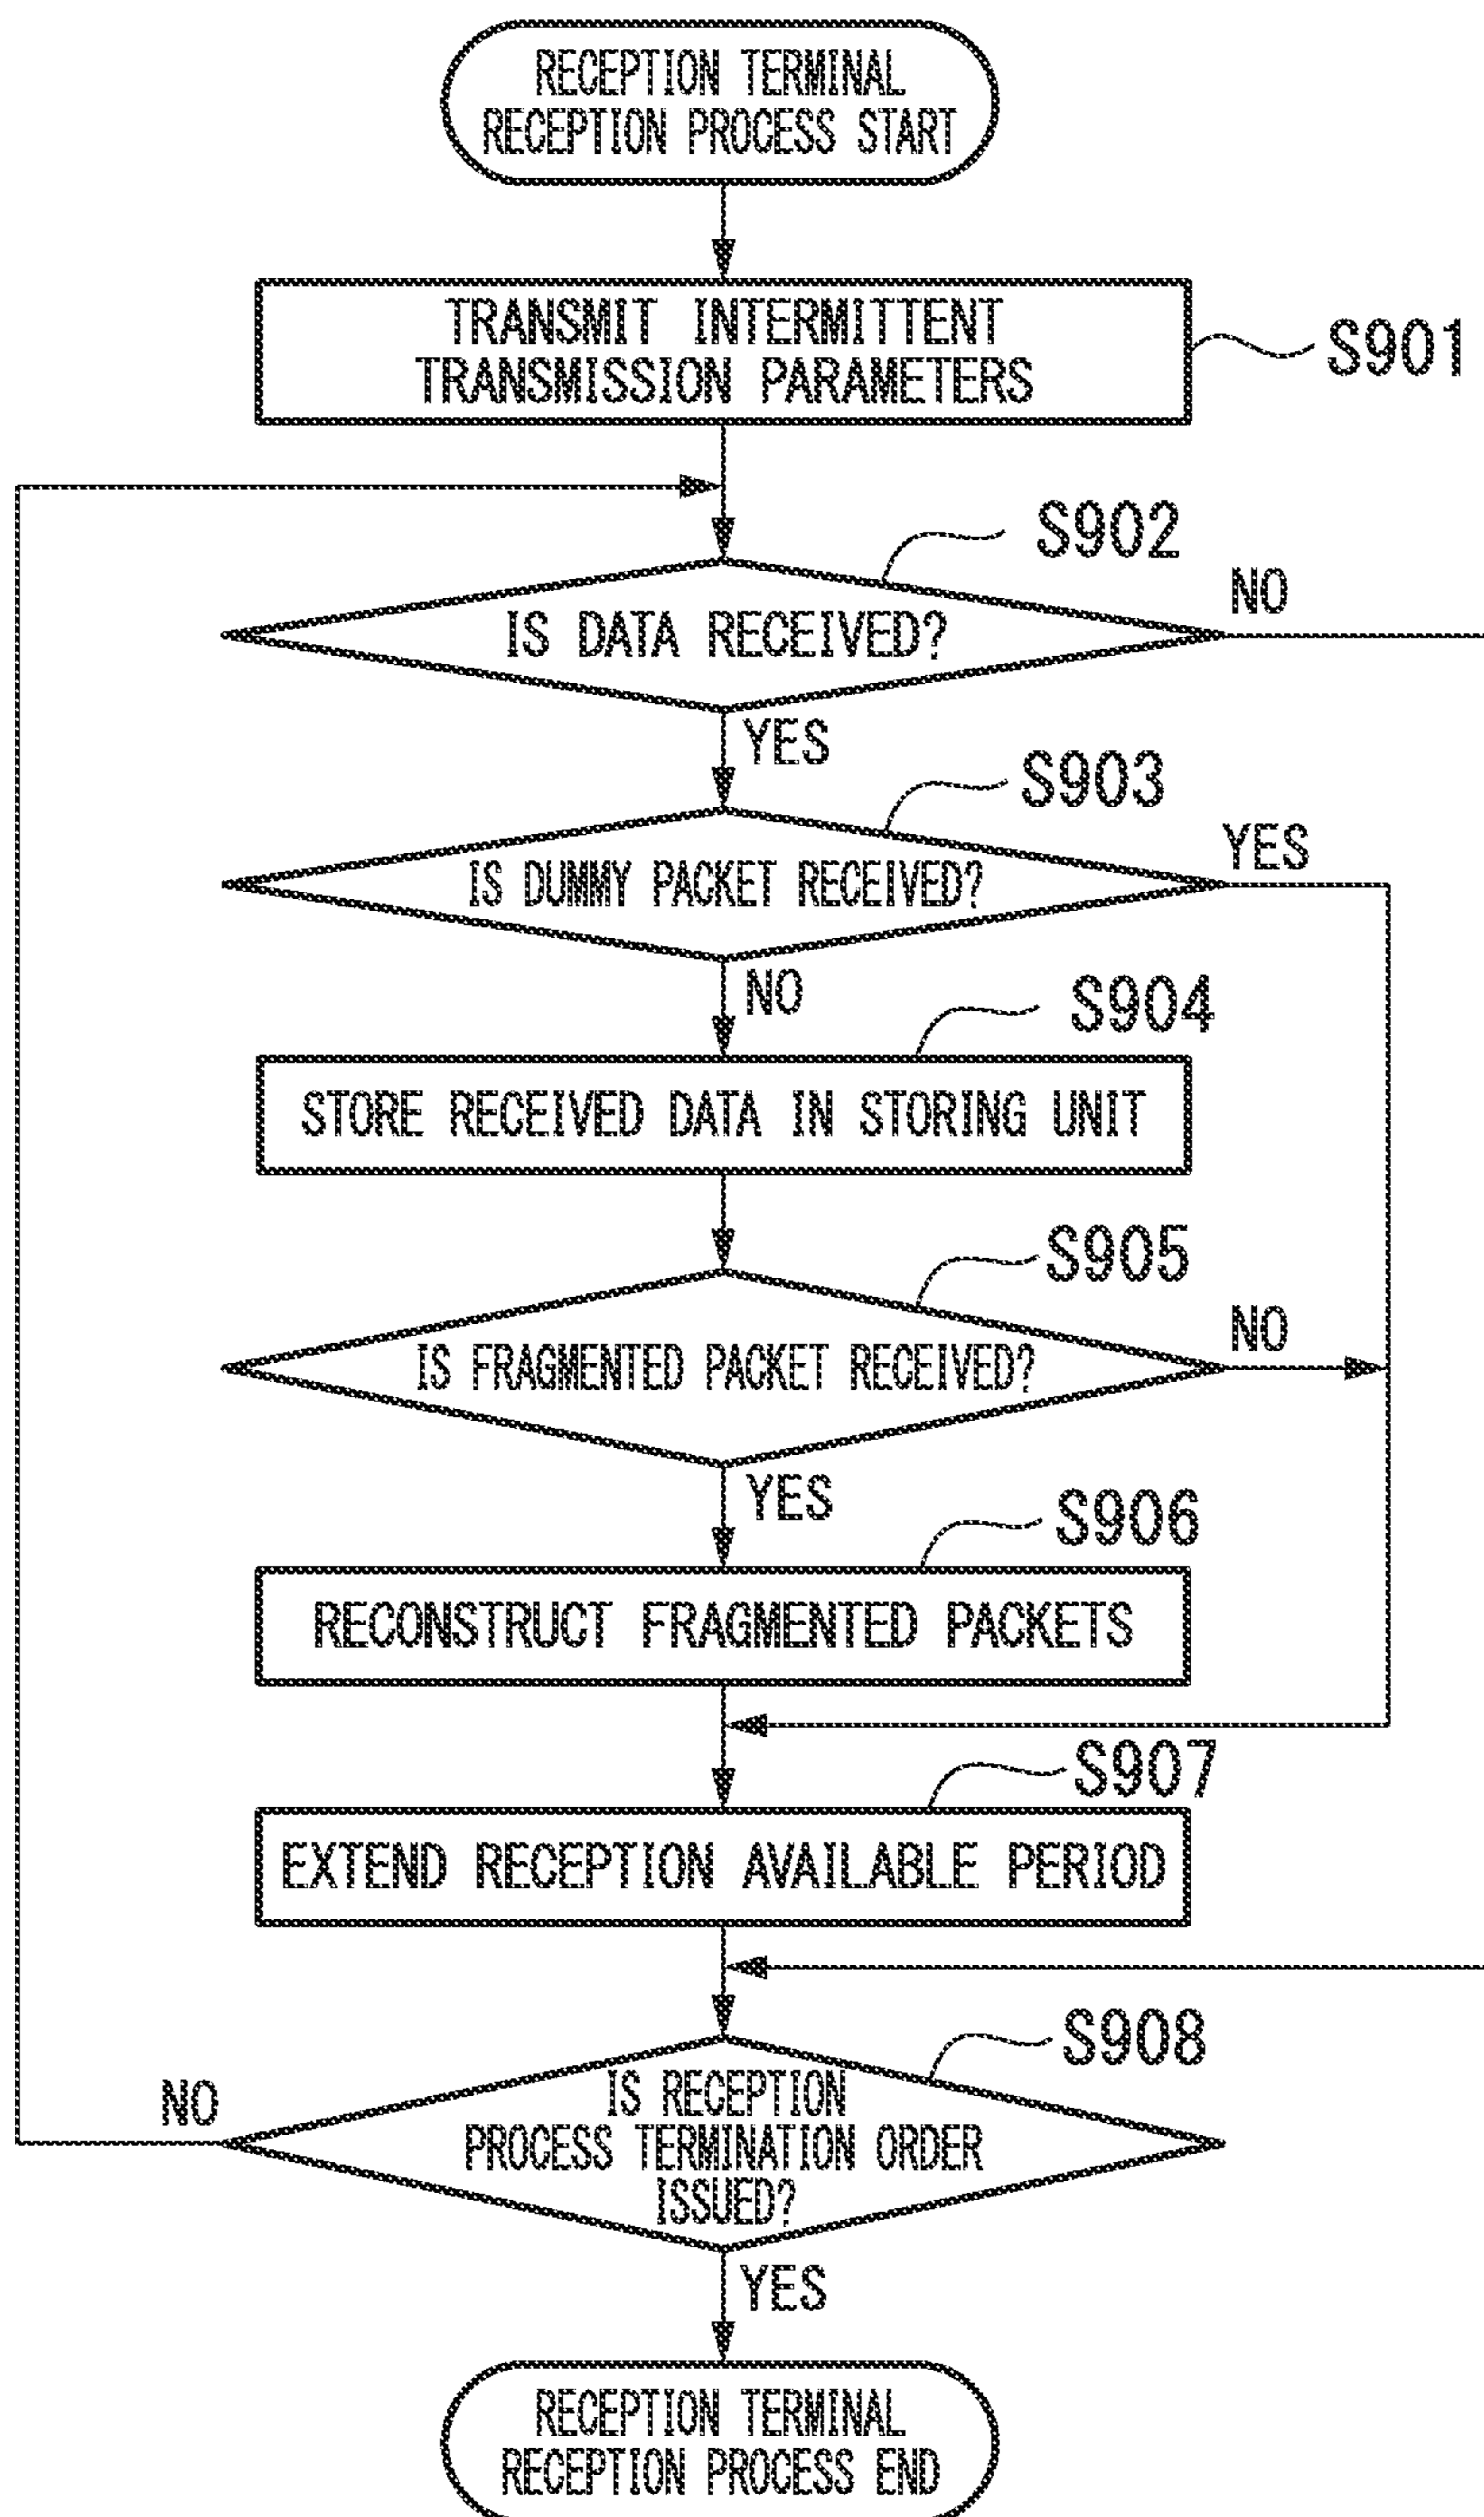 RECEPTION TERMINAL
RECEPTION PROCESS START
TRANSMIT INTERMITTENT
TRANSMISSION PARAMETERS
S901
S902
NO
IS DATA RECEIVED?
YES
S903
YES
IS DUMMY PACKET RECEIVED?
NO
S904
STORE RECEIVED DATA IN STORING UNIT
S905
NO
IS FRAGMENTED PACKET RECEIVED?
YES
S906
RECONSTRUCT FRAGMENTED PACKETS
S907
EXTEND RECEPTION AVAILABLE PERIOD
S908
NO
IS RECEPTION
PROCESS TERMINATION ORDER
ISSUED?
YES
RECEPTION TERMINAL
RECEPTION PROCESS END